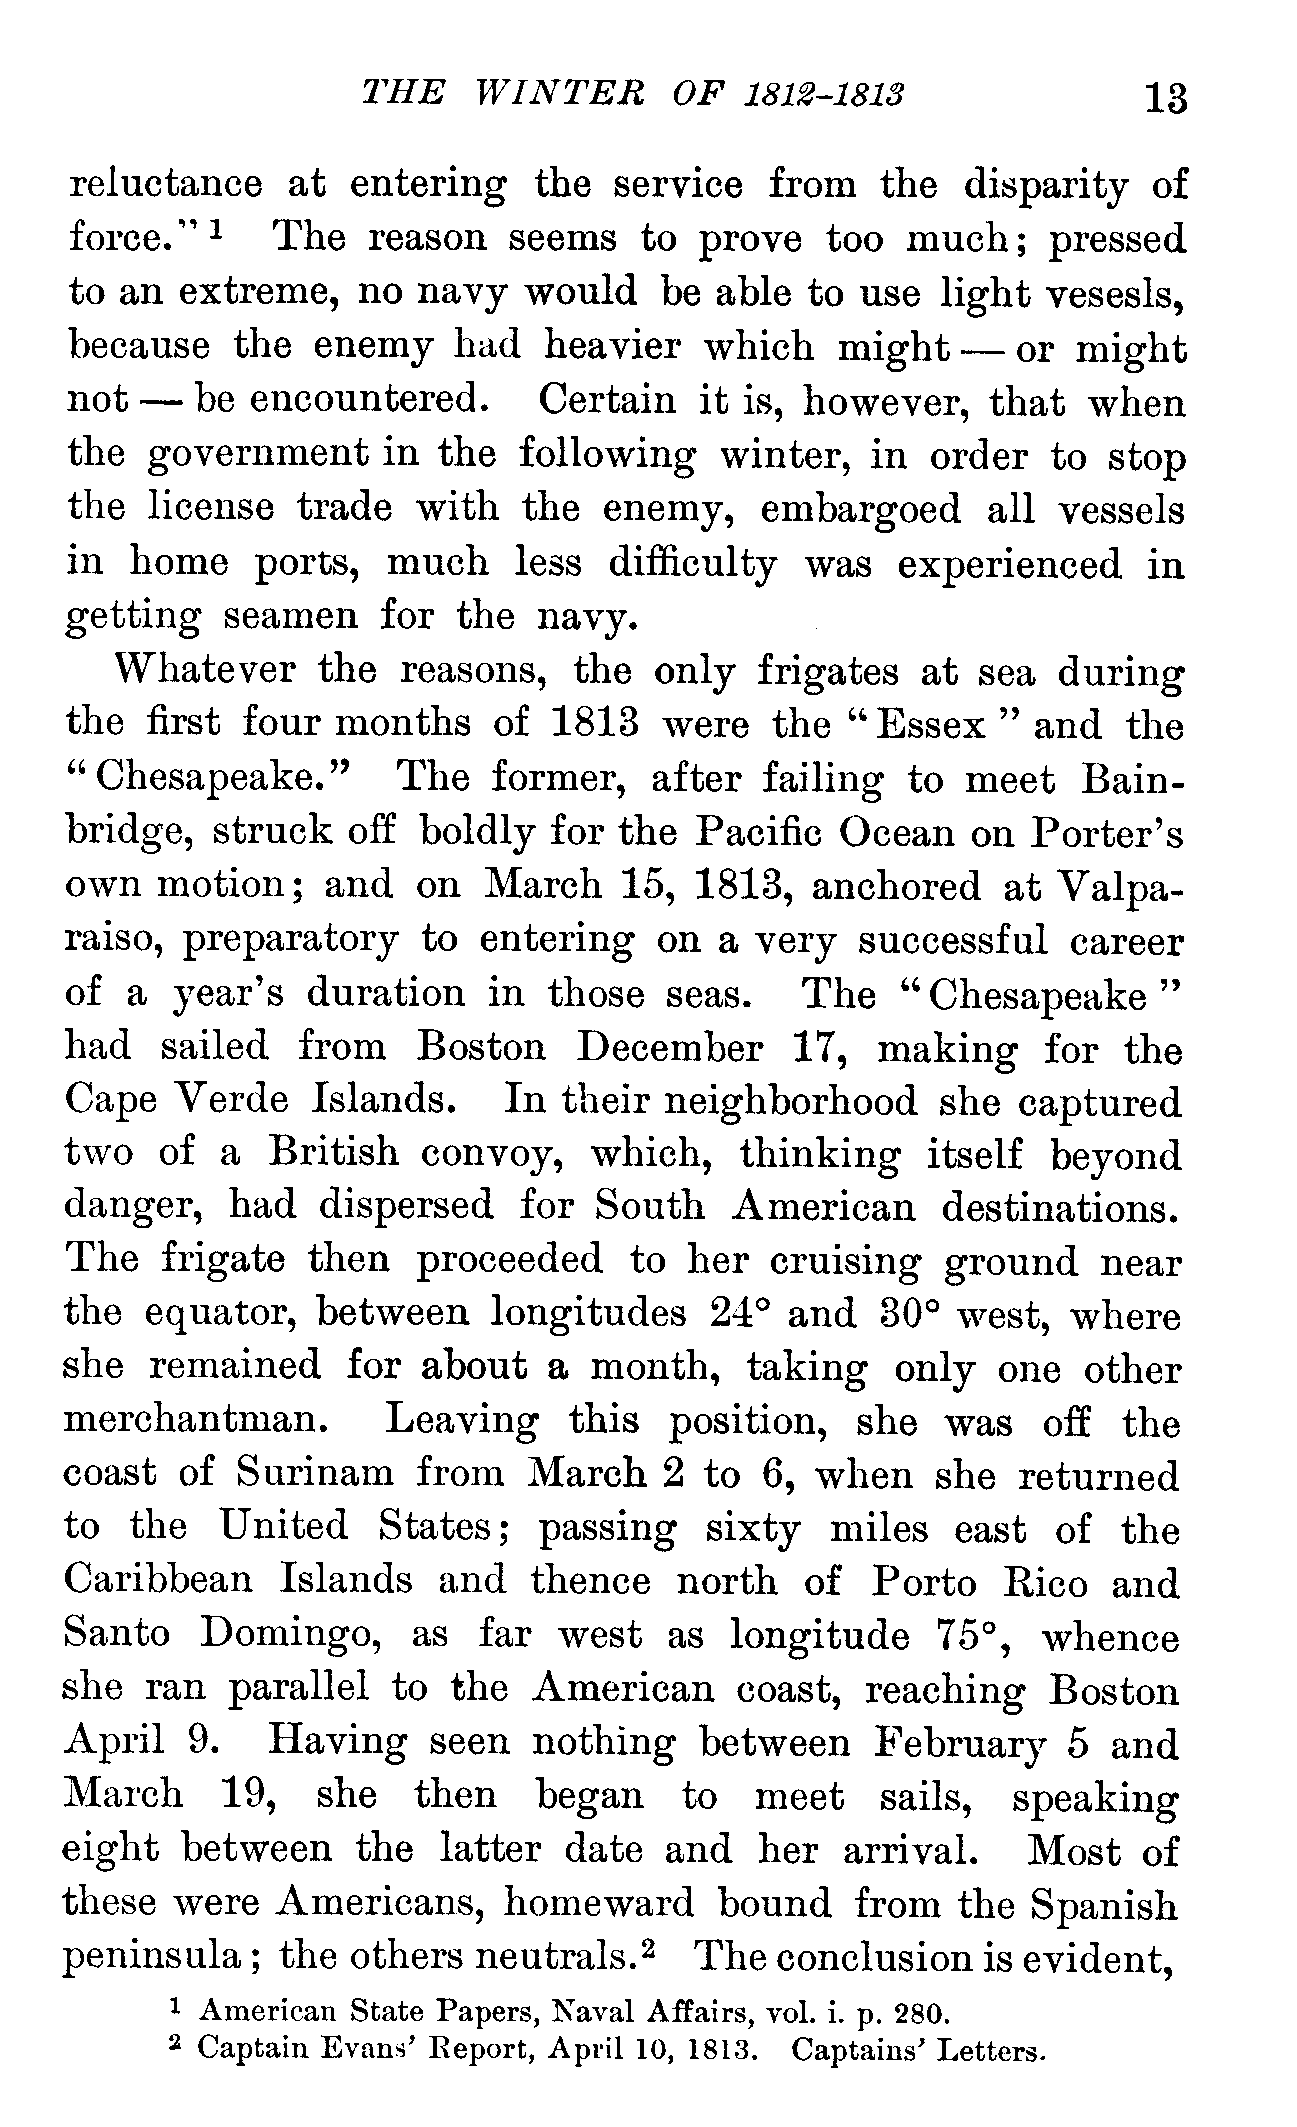 THE WINTER OF 1812–1813 13
reluctance at entering the service from the disparity of
force." ¹ The reason seems to prove too much; pressed
to an extreme, no navy would be able to use light vesesls,
because the enemy had heavier which might — or might
not — be encountered. Certain it is, however, that when
the government in the following winter, in order to stop
the license trade with the enemy, embargoed all vessels
in home ports, much less difficulty was experienced in
getting seamen for the navy.
Whatever the reasons, the only frigates at sea during
the first four months of 1813 were the "Essex" and the
"Chesapeake." The former, after failing to meet Bain-
bridge, struck off boldly for the Pacific Ocean on Porter's
own motion; and on March 15, 1813, anchored at Valpa-
raiso, preparatory to entering on a very successful career
of a year's duration in those seas. The "Chesapeake"
had sailed from Boston December 17, making for the
Cape Verde Islands. In their neighborhood she captured
two of a British convoy, which, thinking itself beyond
danger, had dispersed for South American destinations.
The frigate then proceeded to her cruising ground near
the equator, between longitudes 24° and 30° west, where
she remained for about a month, taking only one other
merchantman. Leaving this position, she was off the
coast of Surinam from March 2 to 6, when she returned
to the United States; passing sixty miles east of the
Caribbean Islands and thence north of Porto Rico and
Santo Domingo, as far west as longitude 75°, whence
she ran parallel to the American coast, reaching Boston
April 9. Having seen nothing between February 5 and
March 19, she then began to meet sails, speaking
eight between the latter date and her arrival. Most of
these were Americans, homeward bound from the Spanish
peninsula; the others neutrals.² The conclusion is evident,
¹ American State Papers, Naval Affairs, vol. i. p. 280.
² Captain Evans' Report, April 10, 1813. Captains' Letters.